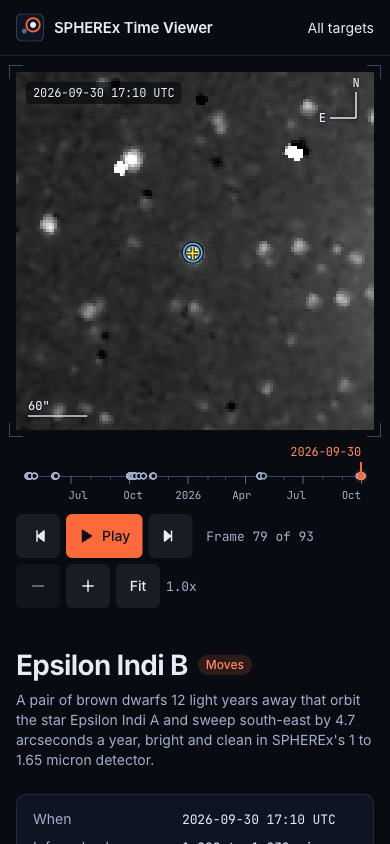 SPHEREx Time Viewer
All targets
2026-09-30 17:10 UTC
N
E
60"
2026-09-30
Jul Oct 2026 Apr Jul Oct
Play
Frame 79 of 93
Fit
1.0x
Epsilon Indi B
Moves
A pair of brown dwarfs 12 light years away that orbit
the star Epsilon Indi A and sweep south-east by 4.7
arcseconds a year, bright and clean in SPHEREx's 1 to
1.65 micron detector.
When
2026-09-30 17:10 UTC